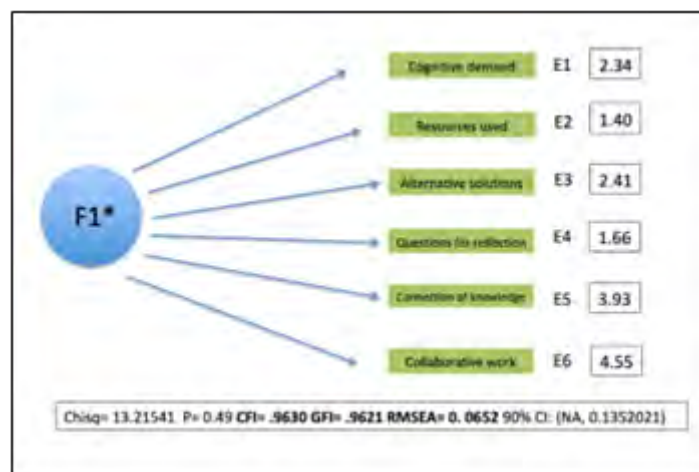 Cognitive demand E1 2.34
Resources used E2 1.40
Alternative solutions E3 2.41
F1*
Questions for reflection E4 1.66
Connection of knowledge E5 3.93
Collaborative work E6 4.55
Chisq= 13.21541 P= 0.49 CFI= .9630 GFI= .9621 RMSEA= 0. 0652 90% CI: (NA, 0.1352021)